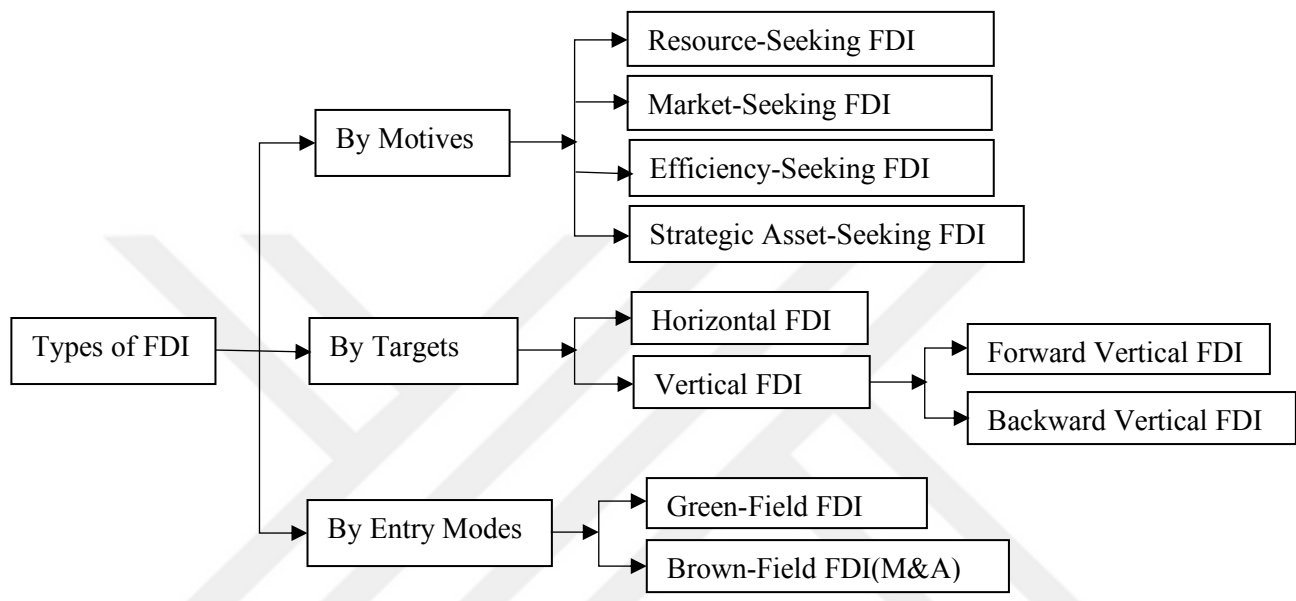 Types of FDI
By Motives
Resource-Seeking FDI
Market-Seeking FDI
Efficiency-Seeking FDI
Strategic Asset-Seeking FDI
By Targets
Horizontal FDI
Vertical FDI
Forward Vertical FDI
Backward Vertical FDI
By Entry Modes
Green-Field FDI
Brown-Field FDI(M&A)